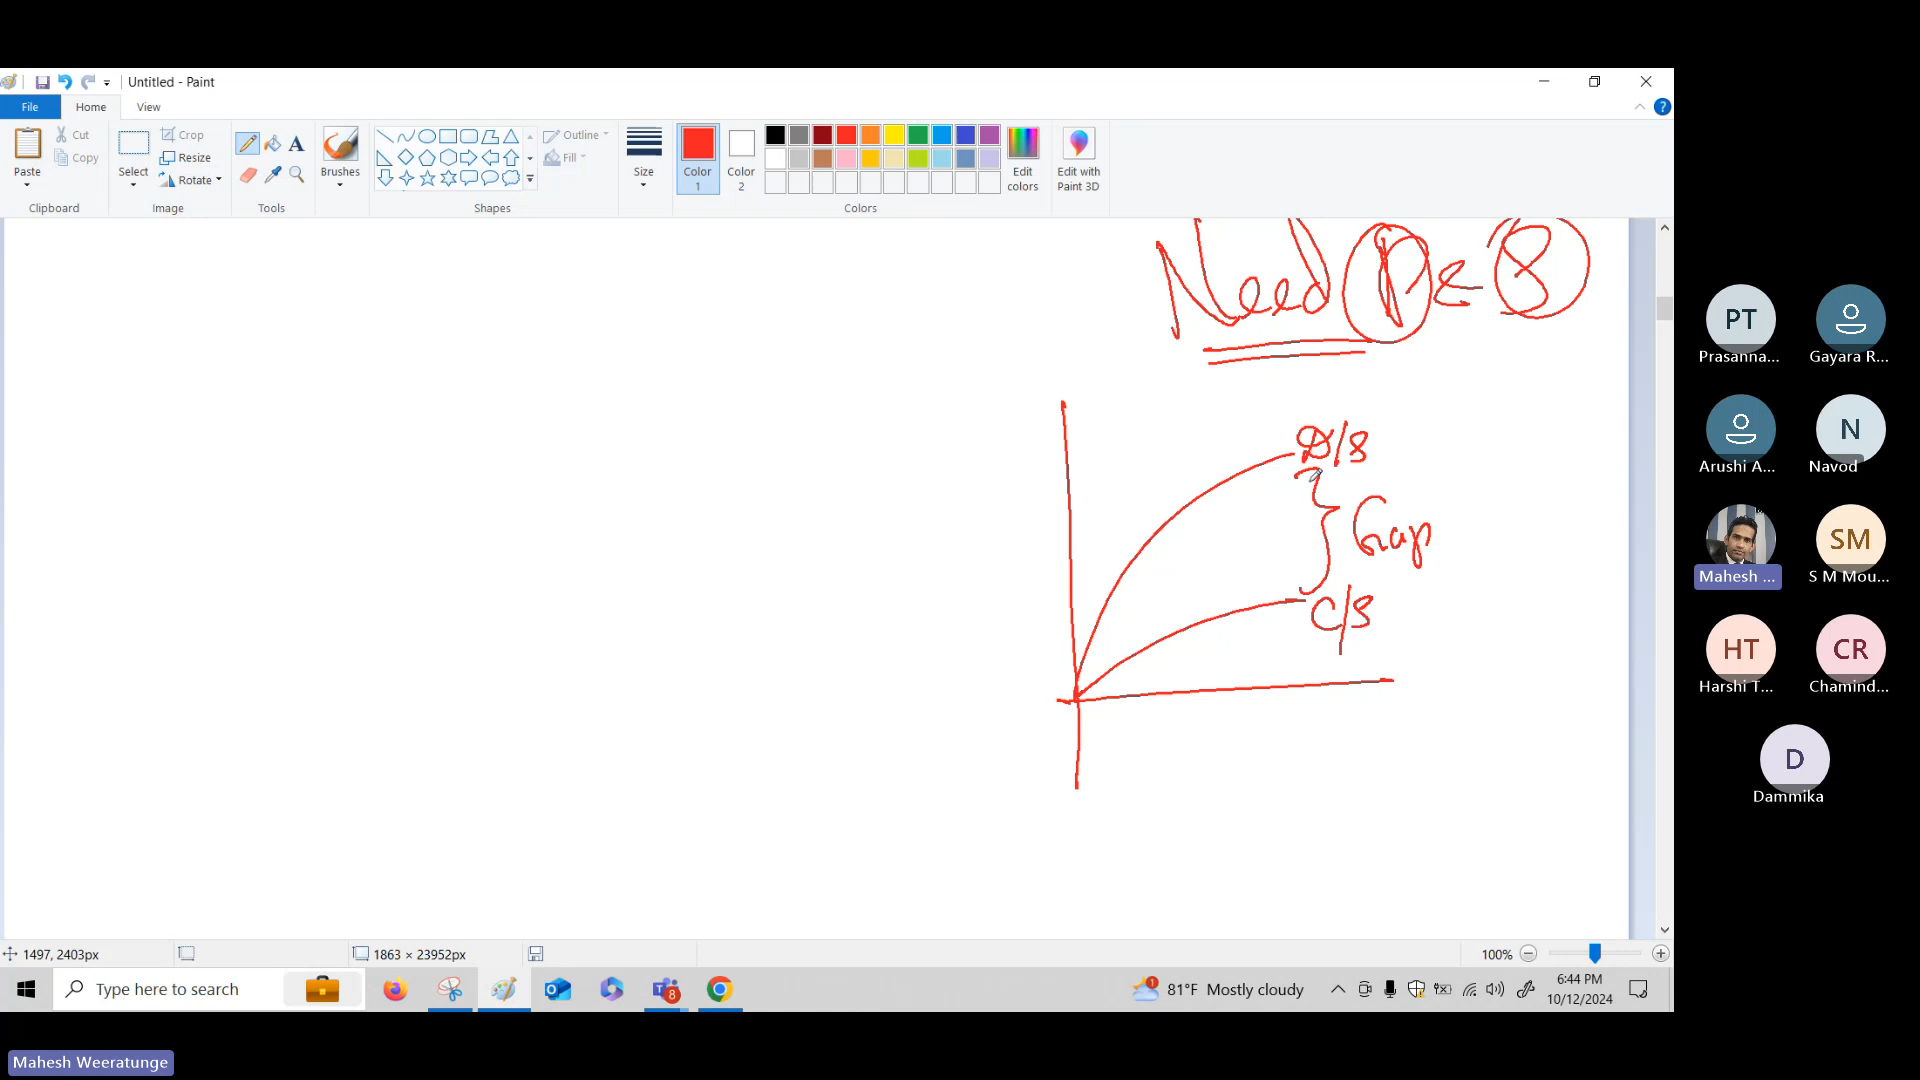 Untitled - Paint
File
Home
View
Paste
Cut
Copy
Clipboard
Select
Crop
Resize
Rotate
Image
Tools
Brushes
Shapes
Outline
Fill
Size
Color 1
Color 2
Edit colors
Edit with Paint 3D
Colors
Need P & S
D/S
Gap
C/S
PT
Prasanna...
Gayara R...
Arushi A...
N
Navod
Mahesh ...
SM
S M Mou...
HT
Harshi T...
CR
Chamind...
D
Dammika
1497, 2403px
1863 × 23952px
100%
Type here to search
8
1
81°F Mostly cloudy
6:44 PM
10/12/2024
Mahesh Weeratunge